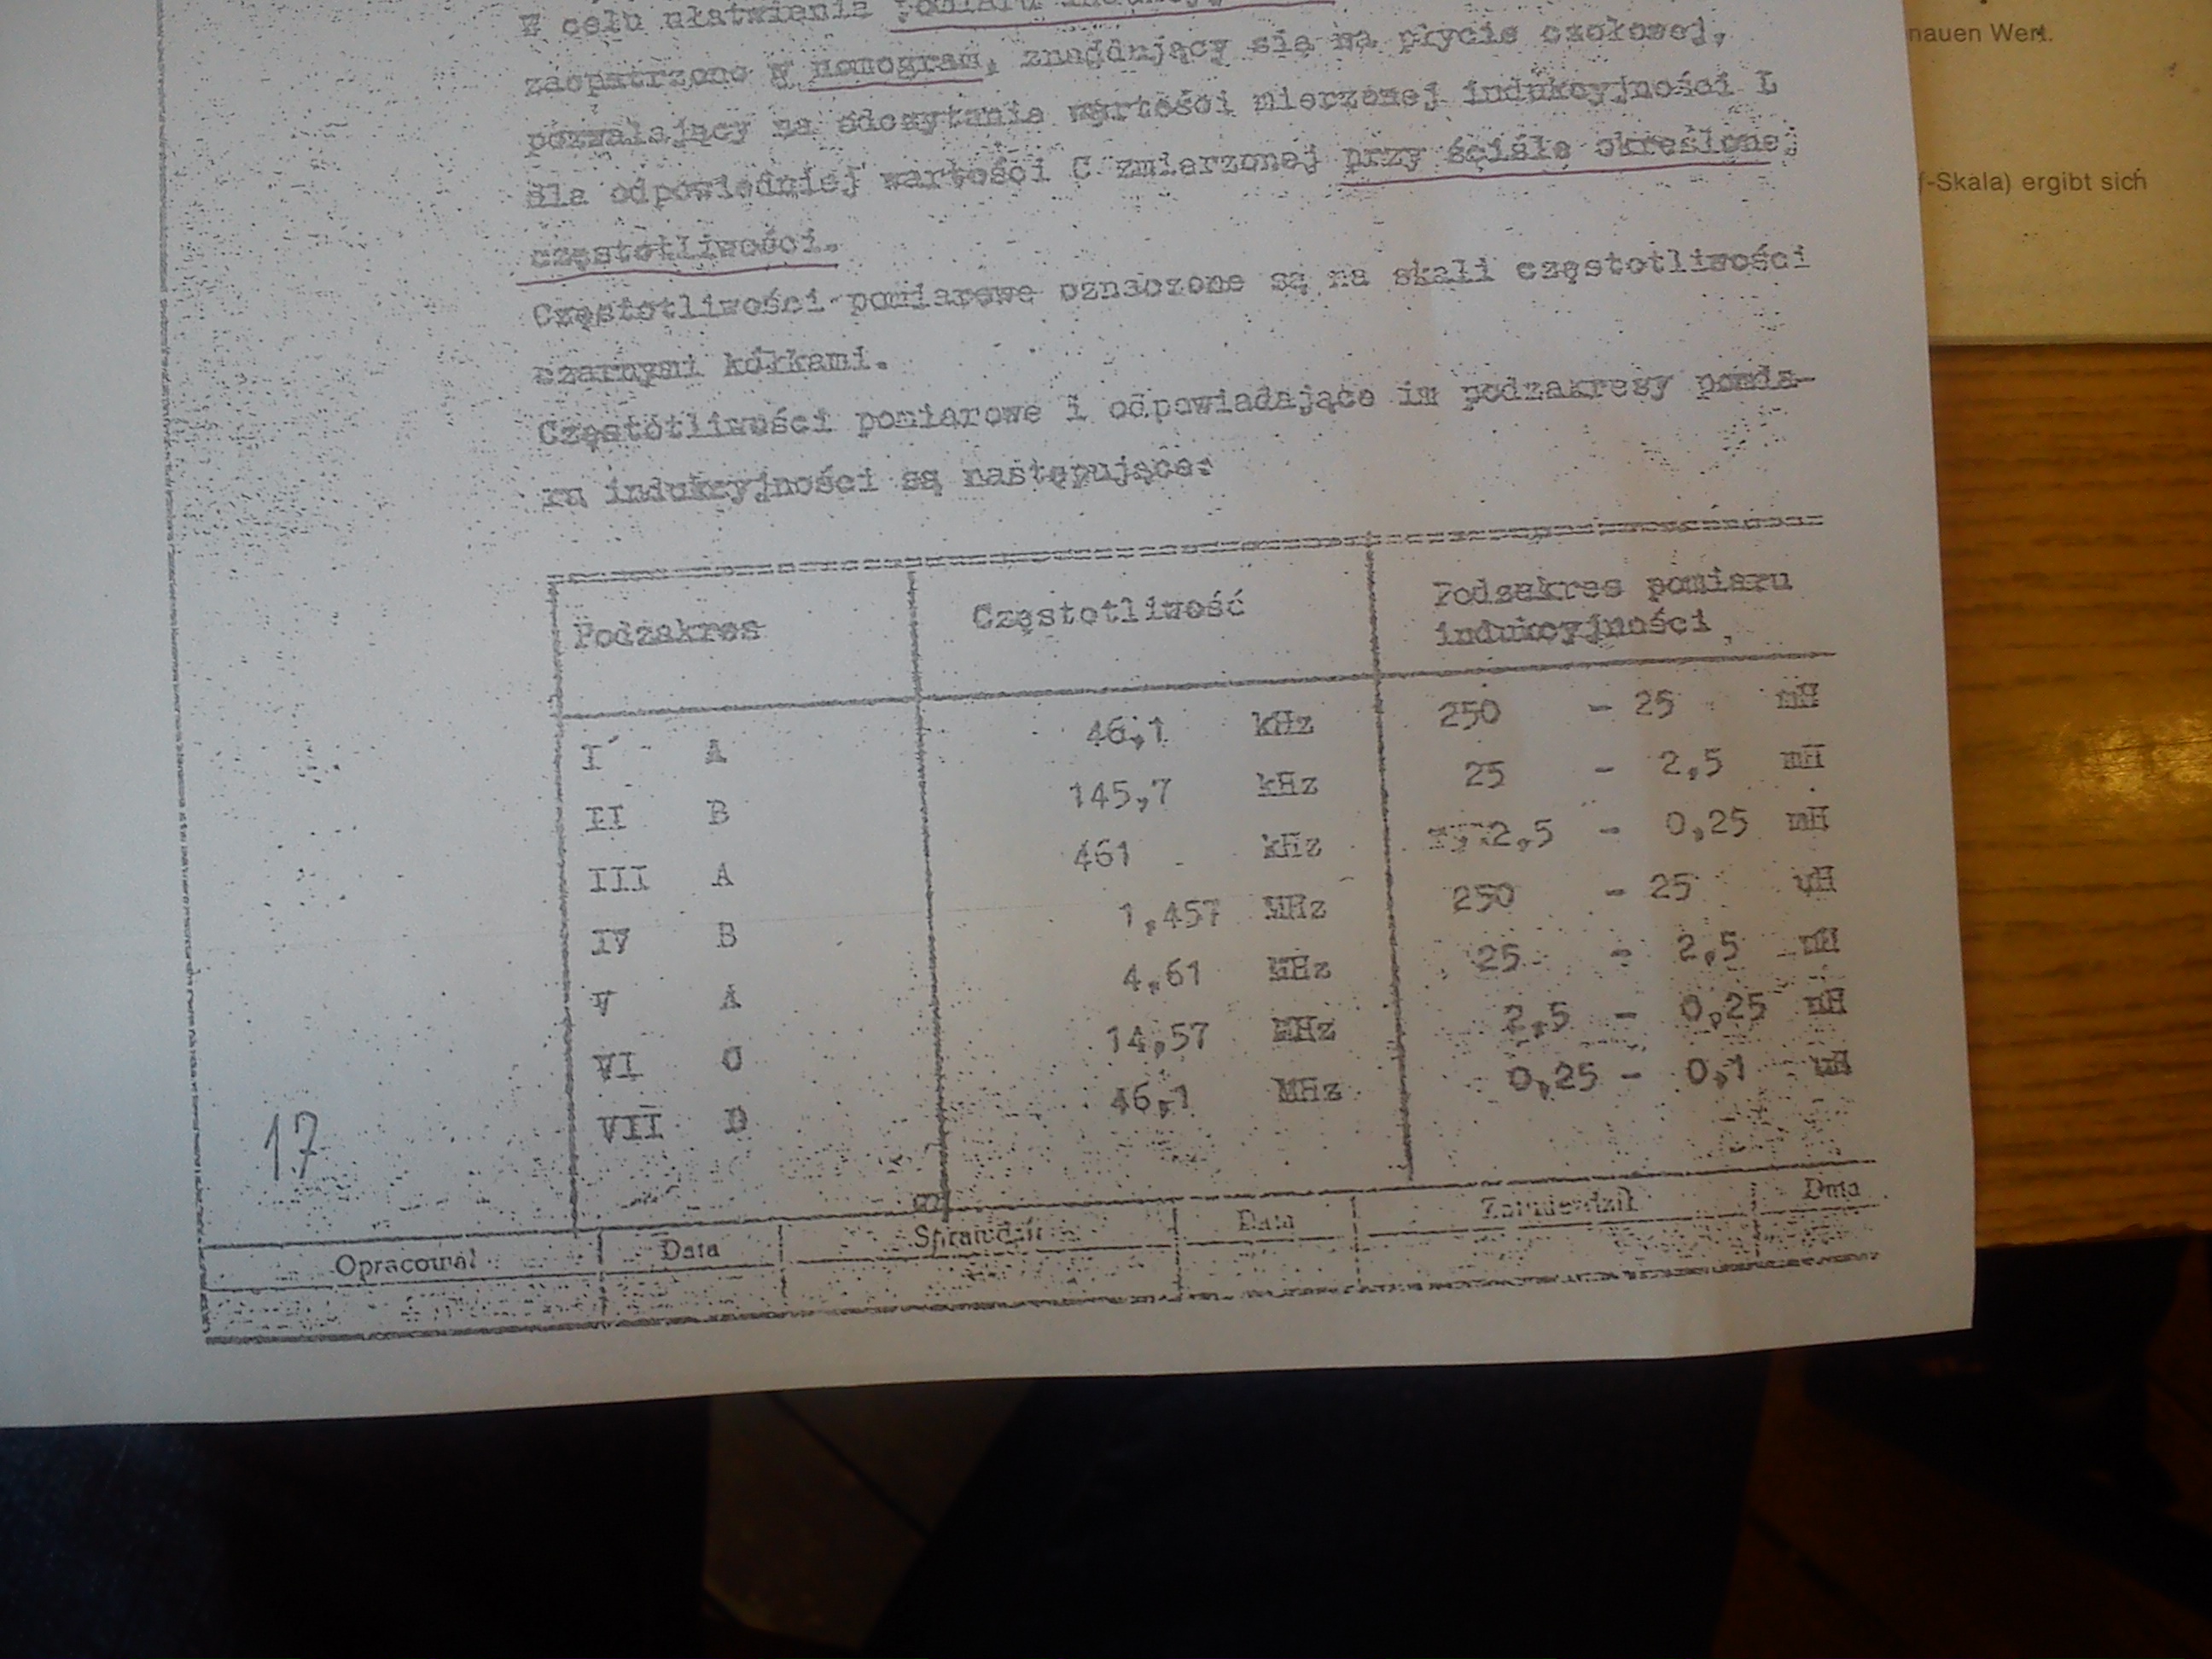 W celu ułatwienia pomiaru
zaopatrzono w nomogram, znajdujący się na płycie czołowej,
pozwalający na odczytanie wartości mierzonej indukcyjności L
dla odpowiedniej wartości C zmierzonej przy ściśle określonej
częstotliwości.
Częstotliwości pomiarowe oznaczone są na skali częstotliwości
czarnymi kółkami.
Częstotliwości pomiarowe i odpowiadające im podzakresy pomia-
ru indukcyjności są następujące:
Podzakres Częstotliwość Podzakres pomiaru
indukcyjności
I A 46,1 kHz 250 - 25 mH
II B 145,7 kHz 25 - 2,5 mH
III A 461 kHz 2,5 - 0,25 mH
IV B 1,457 MHz 250 - 25 uH
V A 4,61 MHz 25 - 2,5 uH
VI C 14,57 MHz 2,5 - 0,25 uH
VII D 46,1 MHz 0,25 - 0,1 uH
17
Opracował Data Data Data
nauen Wert.
f-Skala) ergibt sich